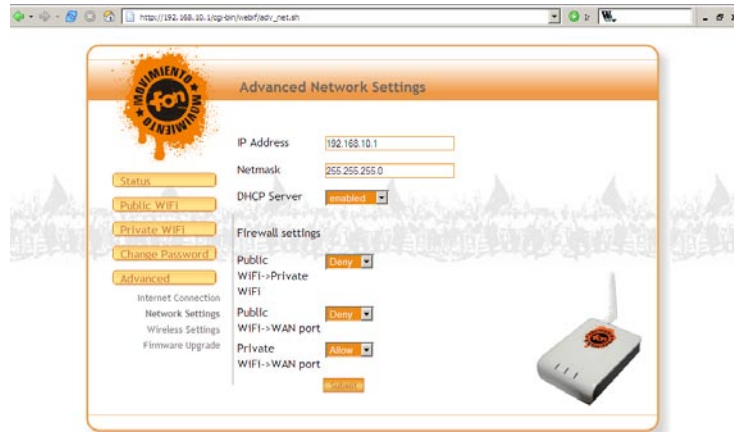 http://192.168.10.1/cgi-bin/webif/adv_net.sh
MOVIMIENTO
fon
MOVIMIENTO
Advanced Network Settings
IP Address 192.168.10.1
Netmask 255.255.255.0
DHCP Server enabled
Firewall settings
Public Deny
WiFi->Private
WiFi
Public Deny
WiFi->WAN port
Private Allow
WiFi->WAN port
Submit
Status
Public WiFi
Private WiFi
Change Password
Advanced
Internet Connection
Network Settings
Wireless Settings
Firmware Upgrade